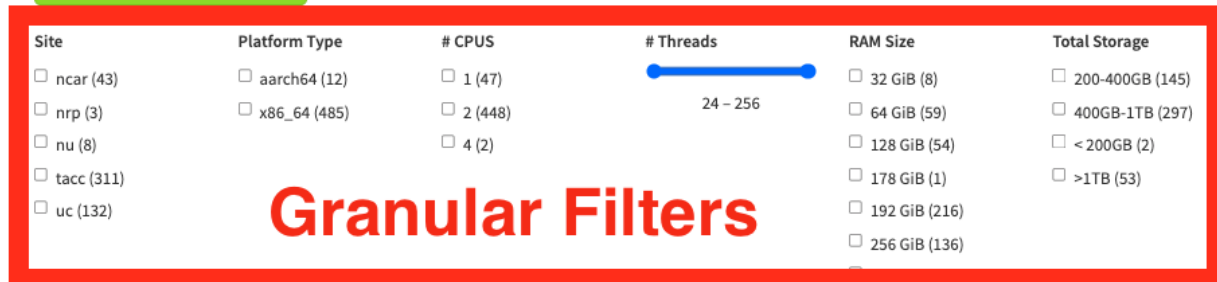 Site
ncar (43)
nrp (3)
nu (8)
tacc (311)
uc (132)
Platform Type
aarch64 (12)
x86_64 (485)
# CPUS
1 (47)
2 (448)
4 (2)
# Threads
24 – 256
RAM Size
32 GiB (8)
64 GiB (59)
128 GiB (54)
178 GiB (1)
192 GiB (216)
256 GiB (136)
Total Storage
200-400GB (145)
400GB-1TB (297)
< 200GB (2)
>1TB (53)
Granular Filters